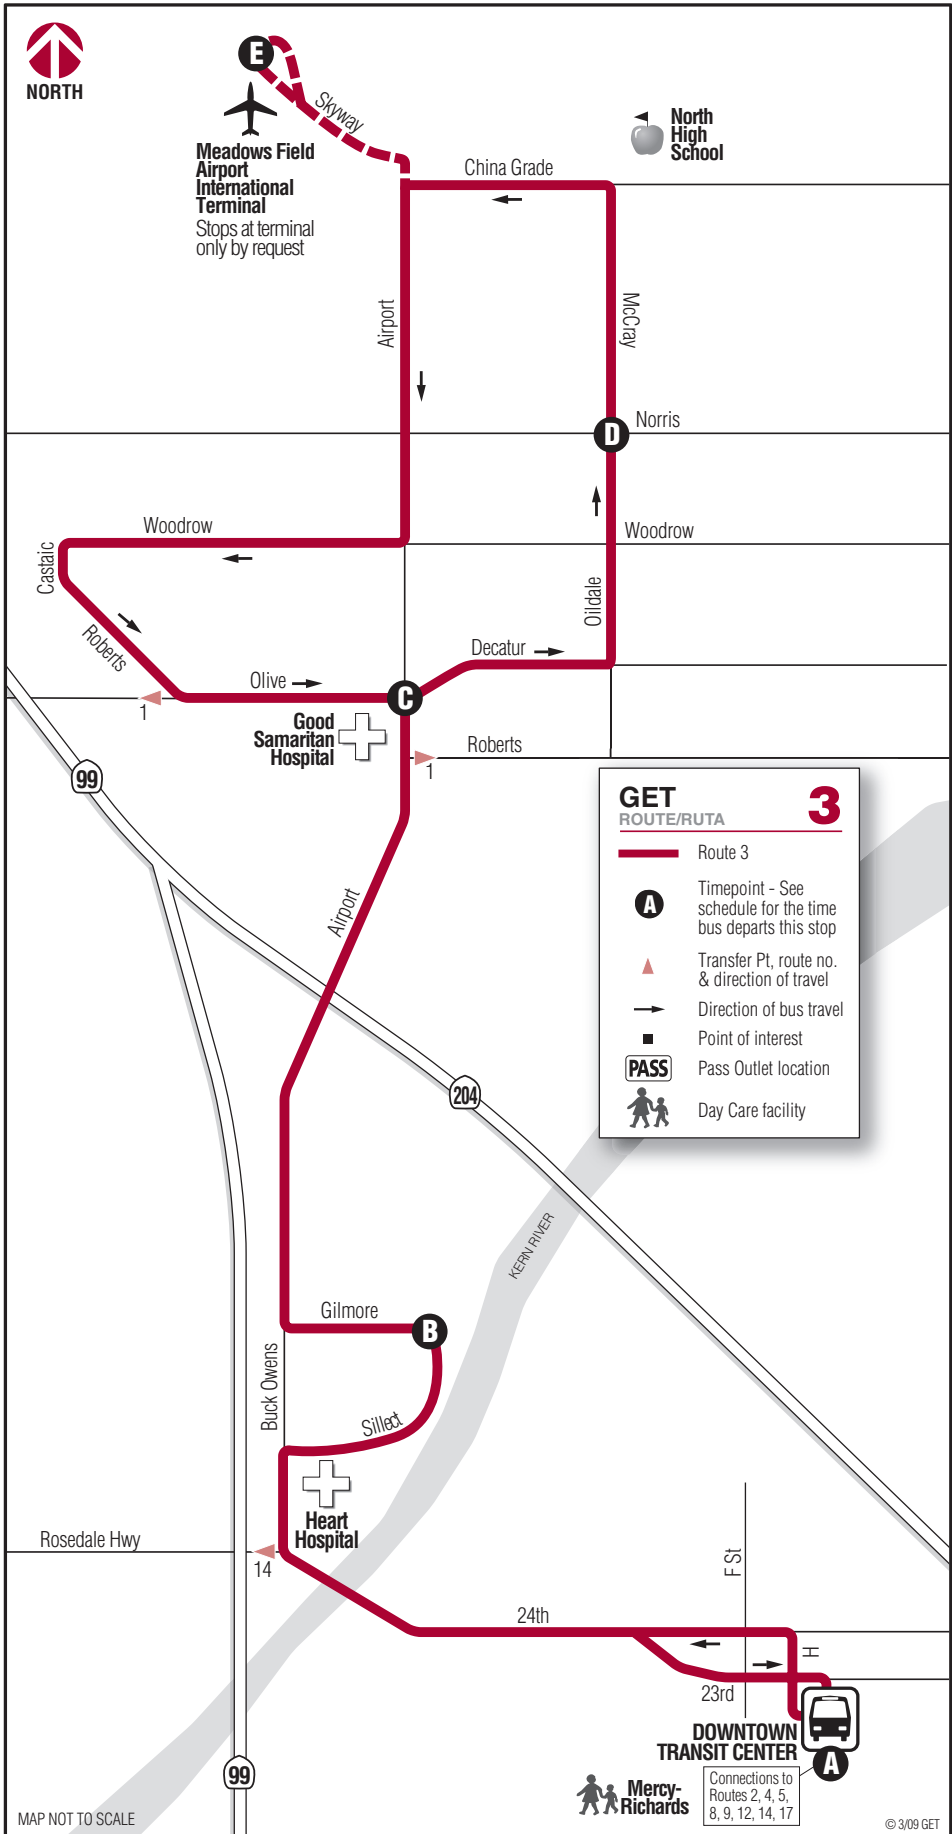 NORTH
E
Skyway
Meadows Field
Airport
International
Terminal
Stops at terminal
only by request
North
High
School
China Grade
Airport
McCray
D
Norris
Woodrow
Woodrow
Castaic
Oildale
Roberts
Decatur
Olive
C
1
Good
Samaritan
Hospital
Roberts
1
99
GET
ROUTE/RUTA
3
Route 3
A
Timepoint - See
schedule for the time
bus departs this stop
Transfer Pt, route no.
& direction of travel
Direction of bus travel
Point of interest
PASS
Pass Outlet location
Day Care facility
Airport
204
KERN RIVER
Gilmore
B
Buck Owens
Sillect
Heart
Hospital
Rosedale Hwy
14
F St
24th
H
23rd
DOWNTOWN
TRANSIT CENTER
A
99
Mercy-
Richards
Connections to
Routes 2, 4, 5,
8, 9, 12, 14, 17
MAP NOT TO SCALE
© 3/09 GET